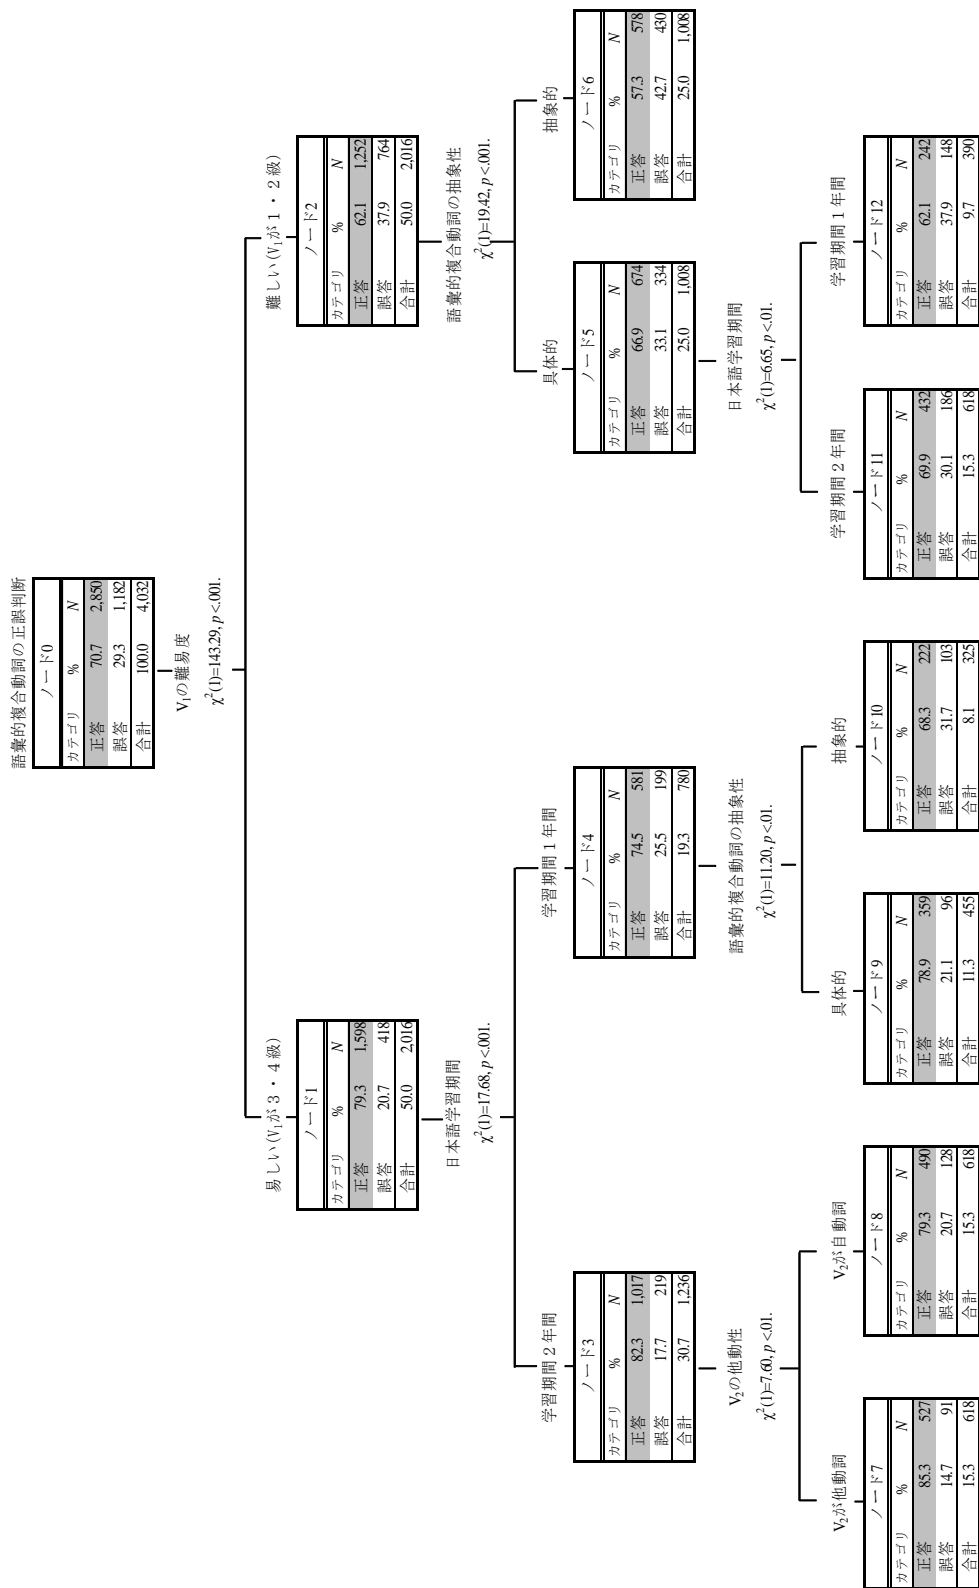 語彙的複合動詞の正誤判断
ノード0
カテゴリ % N
正答 70.7 2,850
誤答 29.3 1,182
合計 100.0 4,032
V₁の難易度
χ²(1)=143.29, p<.001.
易しい(V₁が3・4級)
ノード1
カテゴリ % N
正答 79.3 1,598
誤答 20.7 418
合計 50.0 2,016
日本語学習期間
χ²(1)=17.68, p<.001.
難しい(V₁が1・2級)
ノード2
カテゴリ % N
正答 62.1 1,252
誤答 37.9 764
合計 50.0 2,016
語彙的複合動詞の抽象性
χ²(1)=19.42, p<.001.
学習期間2年間
ノード3
カテゴリ % N
正答 82.3 1,017
誤答 17.7 219
合計 30.7 1,236
V₂の他動性
χ²(1)=7.60, p<.01.
学習期間1年間
ノード4
カテゴリ % N
正答 74.5 581
誤答 25.5 199
合計 19.3 780
語彙的複合動詞の抽象性
χ²(1)=11.20, p<.01.
具体的
ノード5
カテゴリ % N
正答 66.9 674
誤答 33.1 334
合計 25.0 1,008
日本語学習期間
χ²(1)=6.65, p<.01.
抽象的
ノード6
カテゴリ % N
正答 57.3 578
誤答 42.7 430
合計 25.0 1,008
V₂が他動詞
ノード7
カテゴリ % N
正答 85.3 527
誤答 14.7 91
合計 15.3 618
V₂が自動詞
ノード8
カテゴリ % N
正答 79.3 490
誤答 20.7 128
合計 15.3 618
具体的
ノード9
カテゴリ % N
正答 78.9 359
誤答 21.1 96
合計 11.3 455
抽象的
ノード10
カテゴリ % N
正答 68.3 222
誤答 31.7 103
合計 8.1 325
学習期間2年間
ノード11
カテゴリ % N
正答 69.9 432
誤答 30.1 186
合計 15.3 618
学習期間1年間
ノード12
カテゴリ % N
正答 62.1 242
誤答 37.9 148
合計 9.7 390